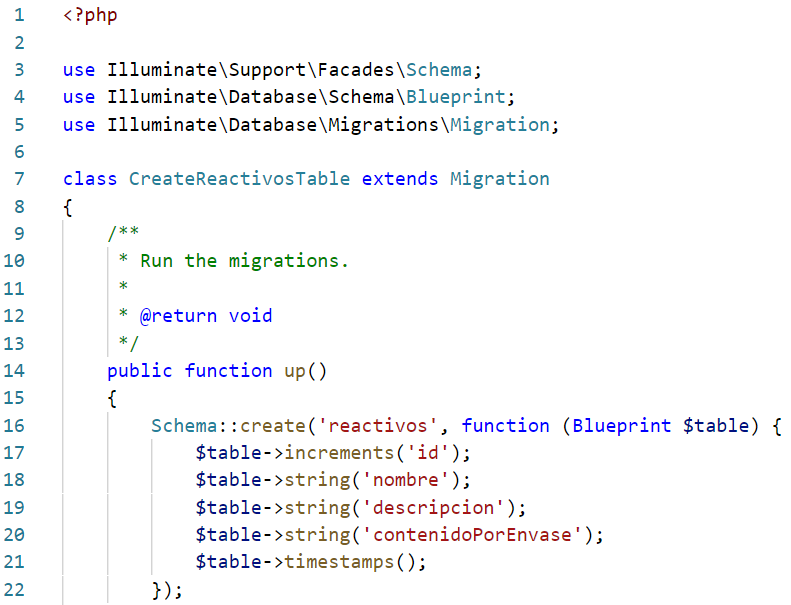 1 <?php
2
3 use Illuminate\Support\Facades\Schema;
4 use Illuminate\Database\Schema\Blueprint;
5 use Illuminate\Database\Migrations\Migration;
6
7 class CreateReactivosTable extends Migration
8 {
9     /**
10      * Run the migrations.
11      *
12      * @return void
13      */
14     public function up()
15     {
16         Schema::create('reactivos', function (Blueprint $table) {
17             $table->increments('id');
18             $table->string('nombre');
19             $table->string('descripcion');
20             $table->string('contenidoPorEnvase');
21             $table->timestamps();
22         });